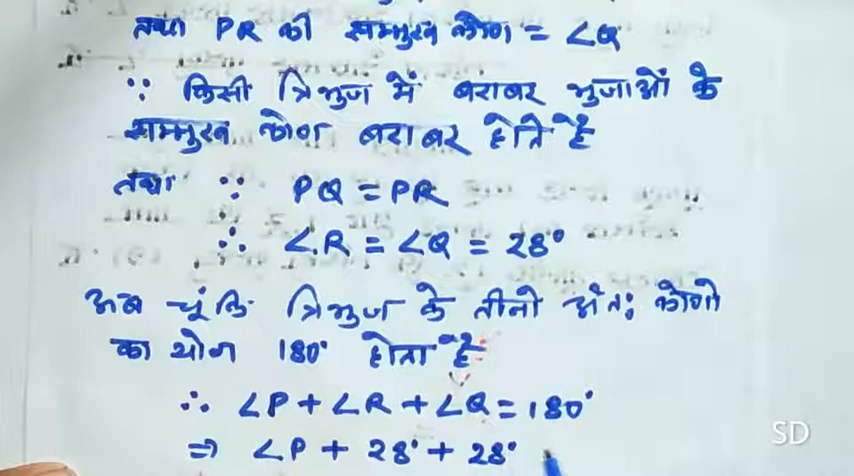 तथा PR की सम्मुख कोण = ∠Q
∵ किसी त्रिभुज में बराबर भुजाओं के
सम्मुख कोण बराबर होते है
तथा ∵ PQ = PR
∴ ∠R = ∠Q = 28°
अब चूंकि त्रिभुज के तीनो अंतः कोणो
का योग 180° होता है
∴ ∠P + ∠R + ∠Q = 180°
⇒ ∠P + 28° + 28°
SD